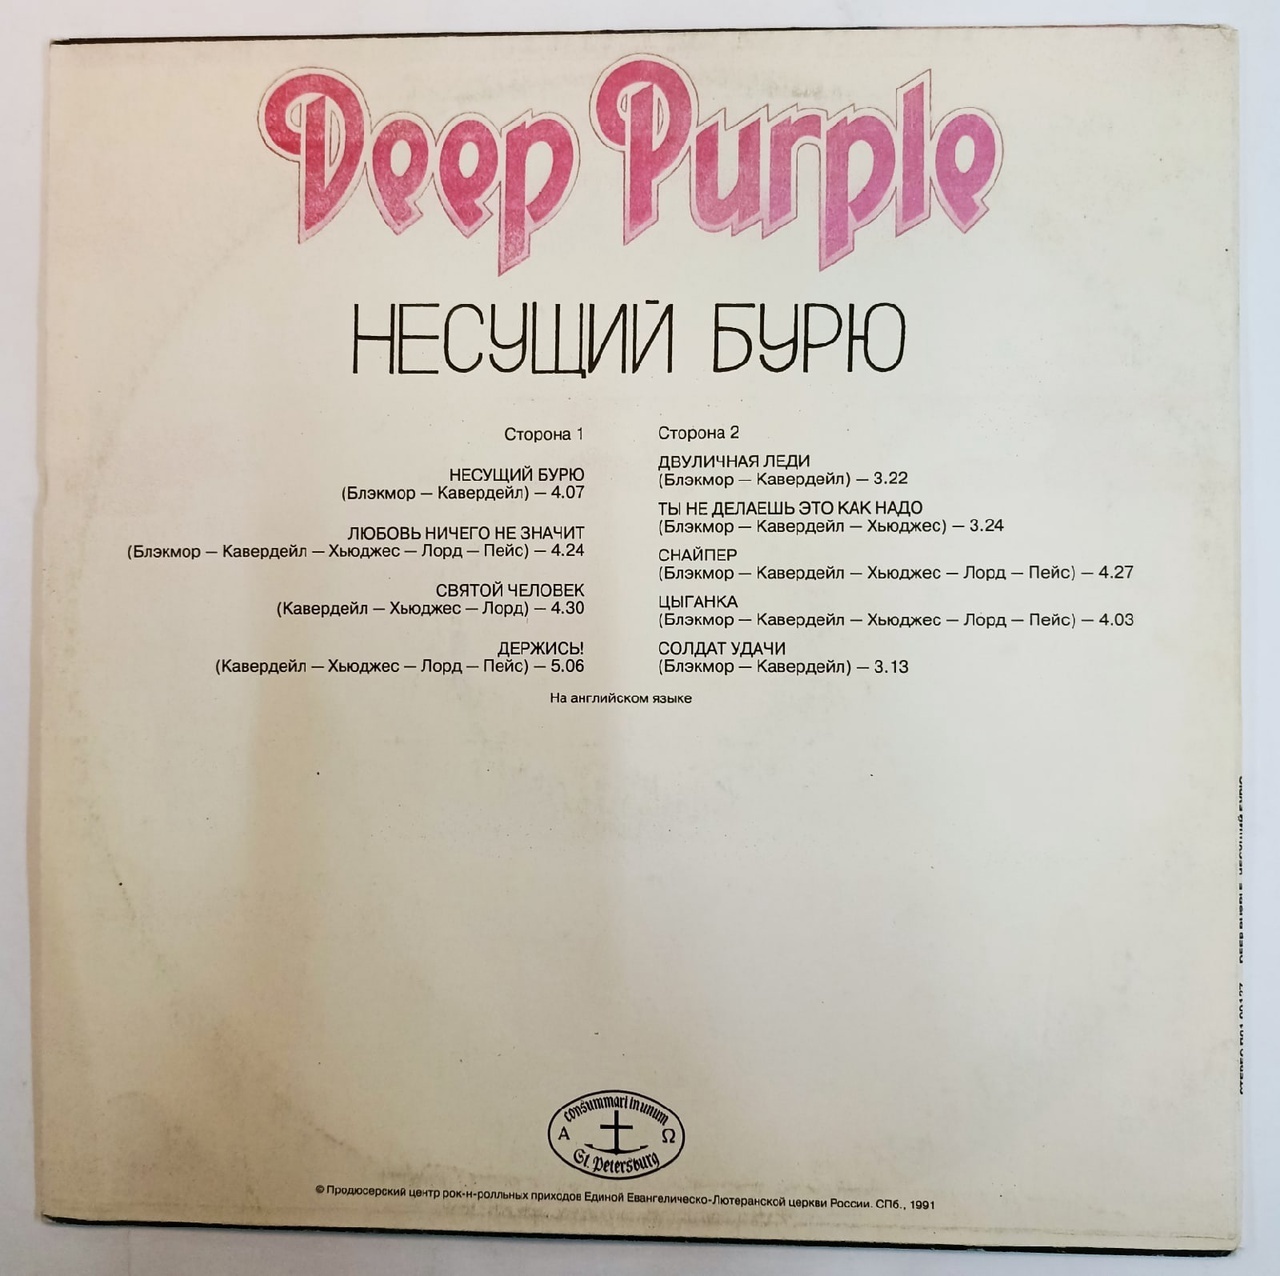 Deep Purple
НЕСУЩИЙ БУРЮ
Сторона 1
НЕСУЩИЙ БУРЮ
(Блэкмор — Кавердейл) — 4.07
ЛЮБОВЬ НИЧЕГО НЕ ЗНАЧИТ
(Блэкмор — Кавердейл — Хьюджес — Лорд — Пейс) — 4.24
СВЯТОЙ ЧЕЛОВЕК
(Кавердейл — Хьюджес — Лорд) — 4.30
ДЕРЖИСЬ!
(Кавердейл — Хьюджес — Лорд — Пейс) — 5.06
Сторона 2
ДВУЛИЧНАЯ ЛЕДИ
(Блэкмор — Кавердейл) — 3.22
ТЫ НЕ ДЕЛАЕШЬ ЭТО КАК НАДО
(Блэкмор — Кавердейл — Хьюджес) — 3.24
СНАЙПЕР
(Блэкмор — Кавердейл — Хьюджес — Лорд — Пейс) — 4.27
ЦЫГАНКА
(Блэкмор — Кавердейл — Хьюджес — Лорд — Пейс) — 4.03
СОЛДАТ УДАЧИ
(Блэкмор — Кавердейл) — 3.13
На английском языке
consummari in unum
Α Ω
St. Petersburg
© Продюсерский центр рок-н-ролльных приходов Единой Евангелическо-Лютеранской церкви России. СПб., 1991
DEEP PURPLE НЕСУЩИЙ БУРЮ